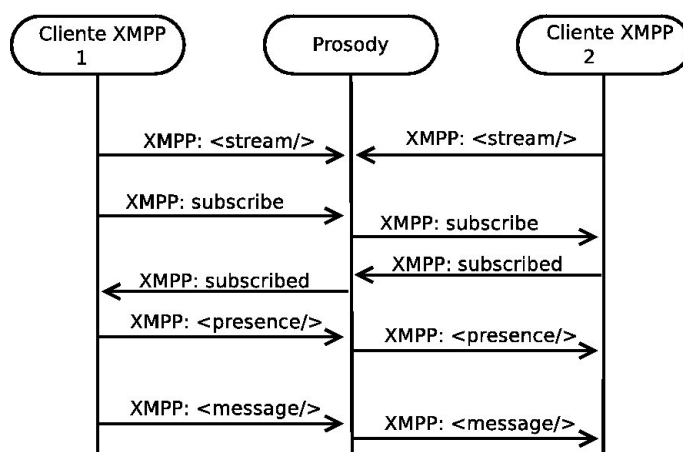 Cliente XMPP
1
Prosody
Cliente XMPP
2
XMPP: <stream/>
XMPP: <stream/>
XMPP: subscribe
XMPP: subscribe
XMPP: subscribed
XMPP: subscribed
XMPP: <presence/>
XMPP: <presence/>
XMPP: <message/>
XMPP: <message/>